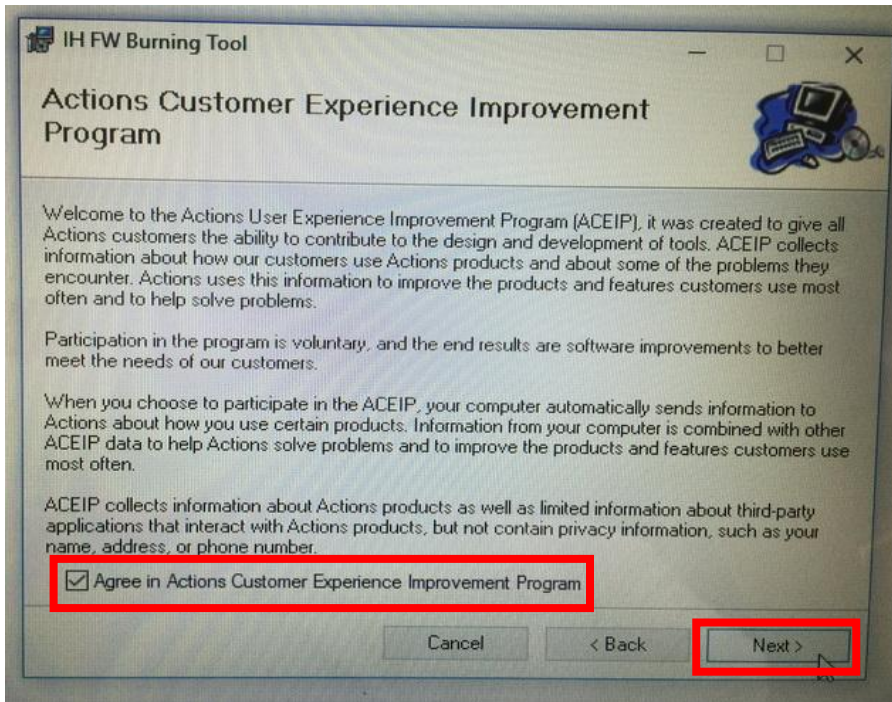 IH FW Burning Tool
Actions Customer Experience Improvement
Program
Welcome to the Actions User Experience Improvement Program (ACEIP), it was created to give all
Actions customers the ability to contribute to the design and development of tools. ACEIP collects
information about how our customers use Actions products and about some of the problems they
encounter. Actions uses this information to improve the products and features customers use most
often and to help solve problems.
Participation in the program is voluntary, and the end results are software improvements to better
meet the needs of our customers.
When you choose to participate in the ACEIP, your computer automatically sends information to
Actions about how you use certain products. Information from your computer is combined with other
ACEIP data to help Actions solve problems and to improve the products and features customers use
most often.
ACEIP collects information about Actions products as well as limited information about third-party
applications that interact with Actions products, but not contain privacy information, such as your
name, address, or phone number.
Agree in Actions Customer Experience Improvement Program
Cancel
< Back
Next >